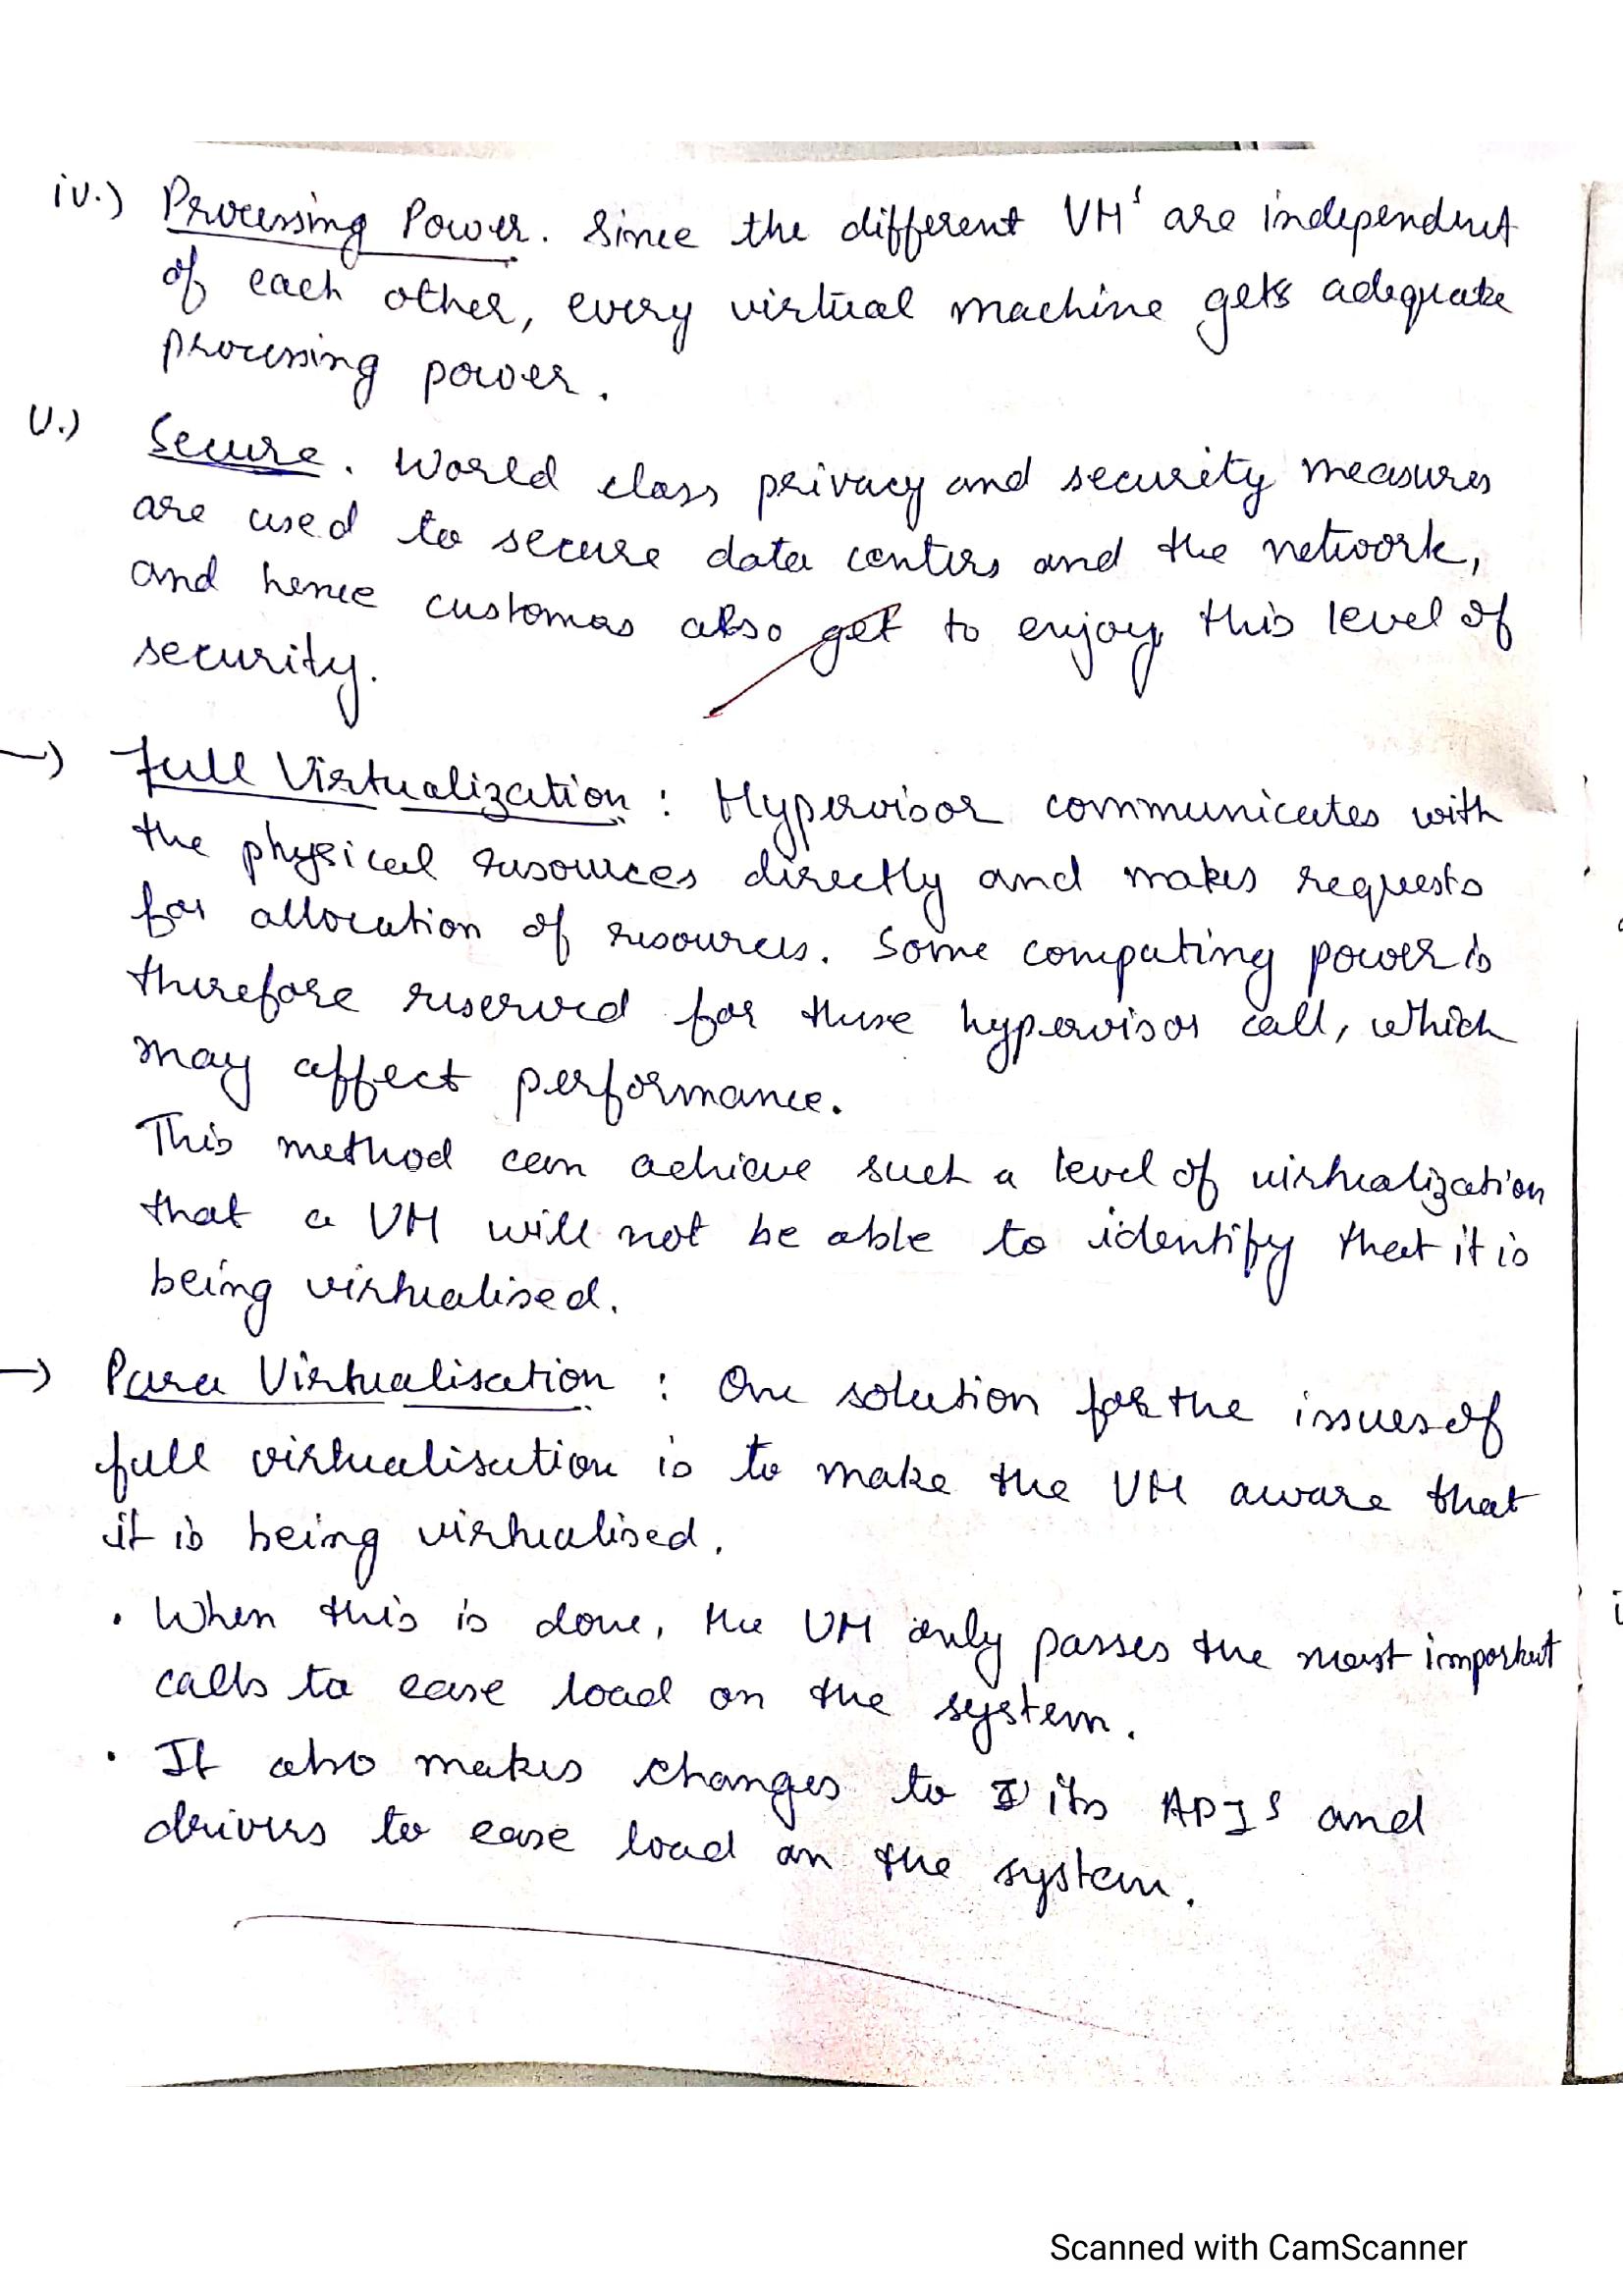 iv.) Processing Power. Since the different VM's are independent
of each other, every virtual machine gets adequate
processing power.
v.) Secure. World class privacy and security measures
are used to secure data centers and the network,
and hence customers also get to enjoy this level of
security.
→ Full Virtualization : Hypervisor communicates with
the physical resources directly and makes requests
for allocation of resources. Some computing power is
therefore reserved for these hypervisor call, which
may affect performance.
This method can achieve such a level of virtualization
that a VM will not be able to identify that it is
being virtualised.
→ Para Virtualisation : One solution for the issues of
full virtualisation is to make the VM aware that
it is being virtualised.
• When this is done, the VM only passes the most important
calls to ease load on the system.
• It also makes changes to its APIs and
drivers to ease load on the system.
Scanned with CamScanner